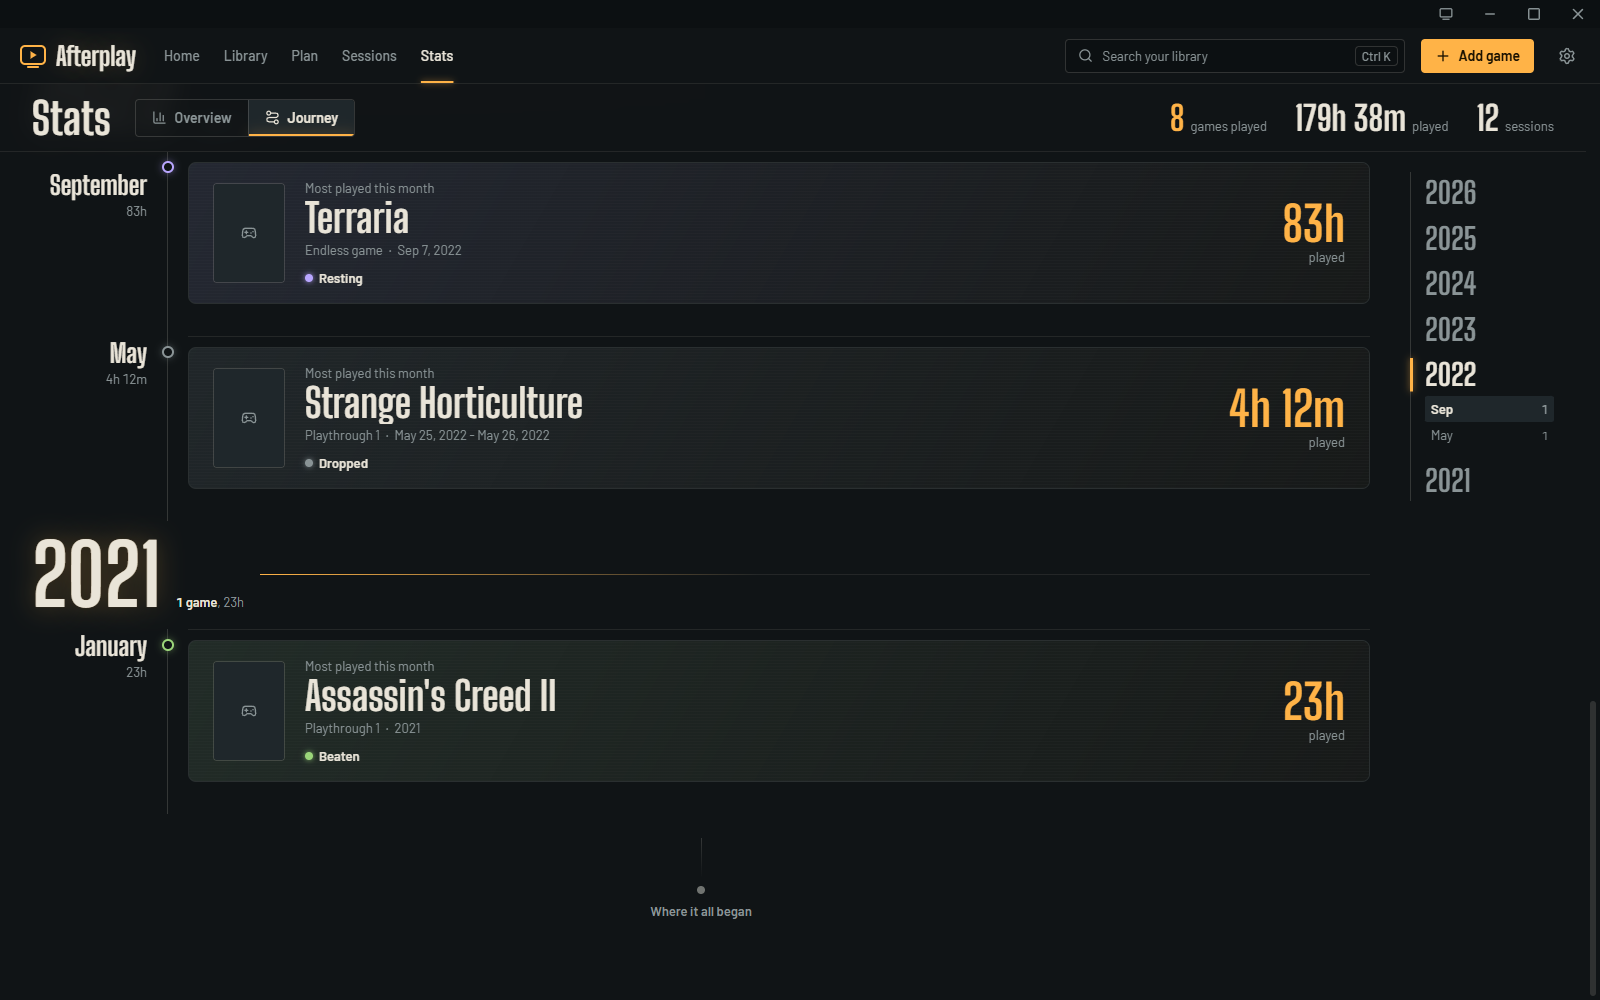 Afterplay
Home
Library
Plan
Sessions
Stats
Search your library
Ctrl K
Add game
Stats
Overview
Journey
8 games played
179h 38m played
12 sessions
September
83h
Most played this month
Terraria
Endless game · Sep 7, 2022
Resting
83h
played
May
4h 12m
Most played this month
Strange Horticulture
Playthrough 1 · May 25, 2022 - May 26, 2022
Dropped
4h 12m
played
2021
1 game, 23h
January
23h
Most played this month
Assassin's Creed II
Playthrough 1 · 2021
Beaten
23h
played
Where it all began
2026
2025
2024
2023
2022
Sep 1
May 1
2021